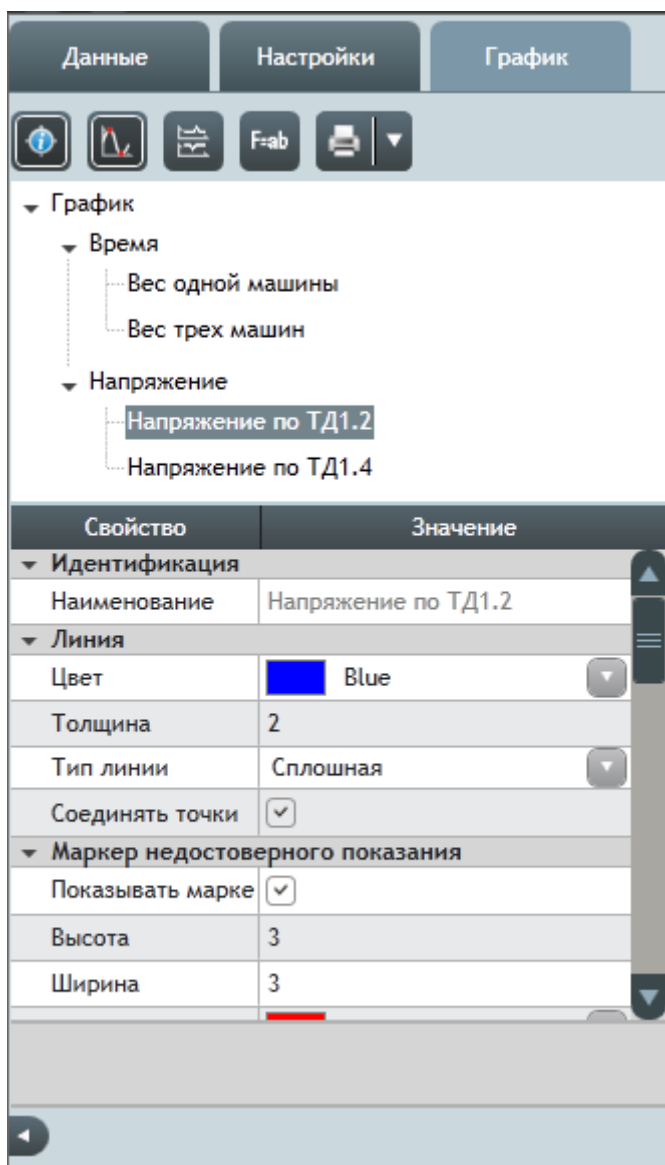 Данные Настройки График
F=ab
График
Время
Вес одной машины
Вес трех машин
Напряжение
Напряжение по ТД1.2
Напряжение по ТД1.4
Свойство Значение
Идентификация
Наименование Напряжение по ТД1.2
Линия
Цвет Blue
Толщина 2
Тип линии Сплошная
Соединять точки
Маркер недостоверного показания
Показывать марке
Высота 3
Ширина 3